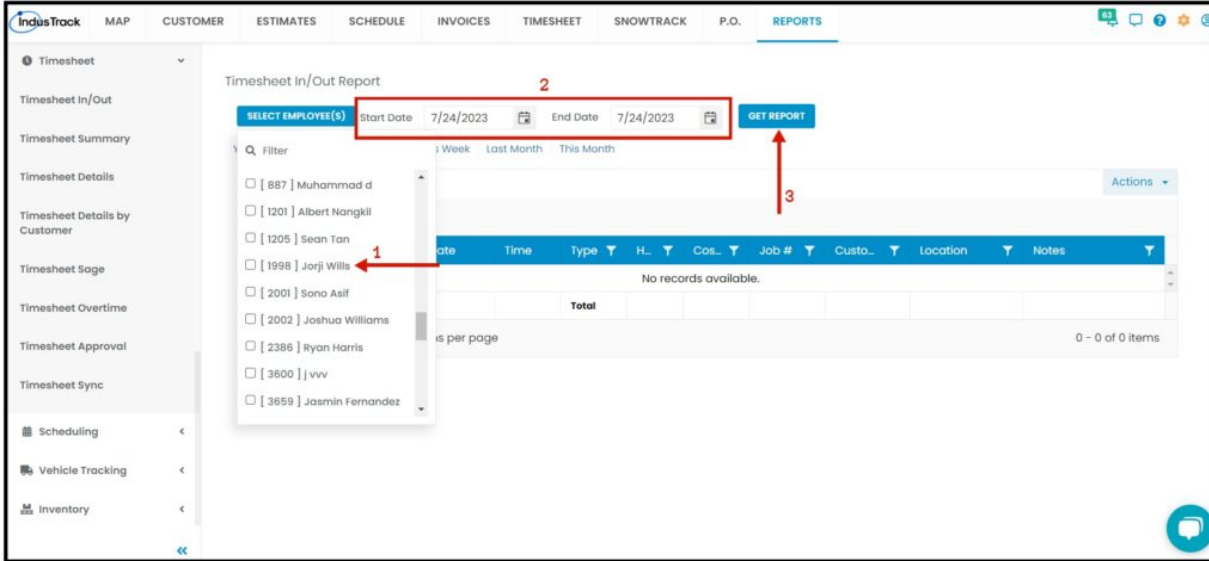 IndusTrack MAP CUSTOMER ESTIMATES SCHEDULE INVOICES TIMESHEET SNOWTRACK P.O. REPORTS 63
Timesheet
Timesheet In/Out
Timesheet Summary
Timesheet Details
Timesheet Details by
Customer
Timesheet Sage
Timesheet Overtime
Timesheet Approval
Timesheet Sync
Scheduling
Vehicle Tracking
Inventory
Timesheet In/Out Report
2
SELECT EMPLOYEE(S) Start Date 7/24/2023 End Date 7/24/2023 GET REPORT
Week Last Month This Month
Filter
[ 887 ] Muhammad d
[ 1201 ] Albert Nangkil
[ 1205 ] Sean Tan
[ 1998 ] Jorji Wills
[ 2001 ] Sono Asif
[ 2002 ] Joshua Williams
[ 2386 ] Ryan Harris
[ 3600 ] j vvv
[ 3659 ] Jasmin Fernandez
1
3
Actions
ate Time Type H... Cos... Job # Custo... Location Notes
No records available.
Total
ns per page 0 - 0 of 0 items